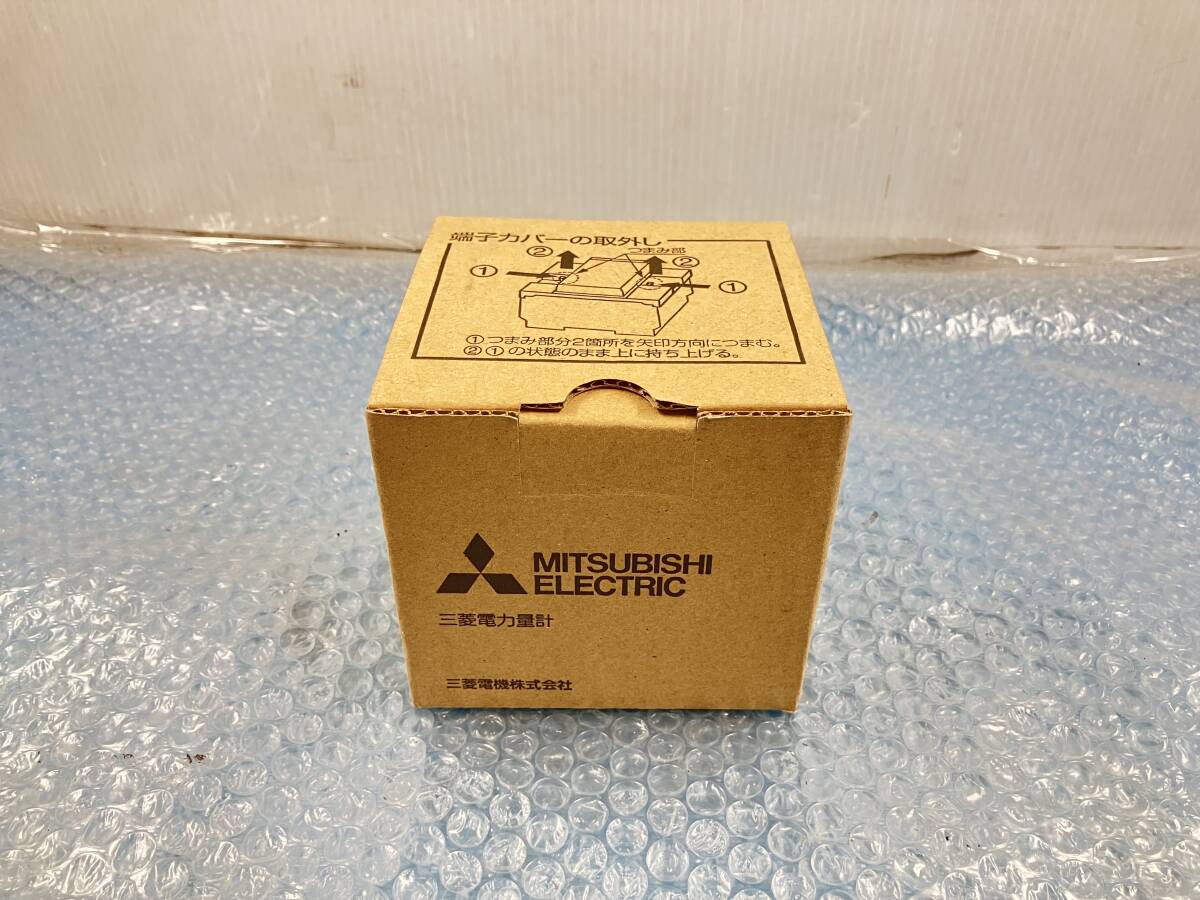 端子カバーの取外し
つまみ部
② ②
① ①
①つまみ部分2箇所を矢印方向につまむ。
②①の状態のまま上に持ち上げる。
MITSUBISHI
ELECTRIC
三菱電力量計
三菱電機株式会社